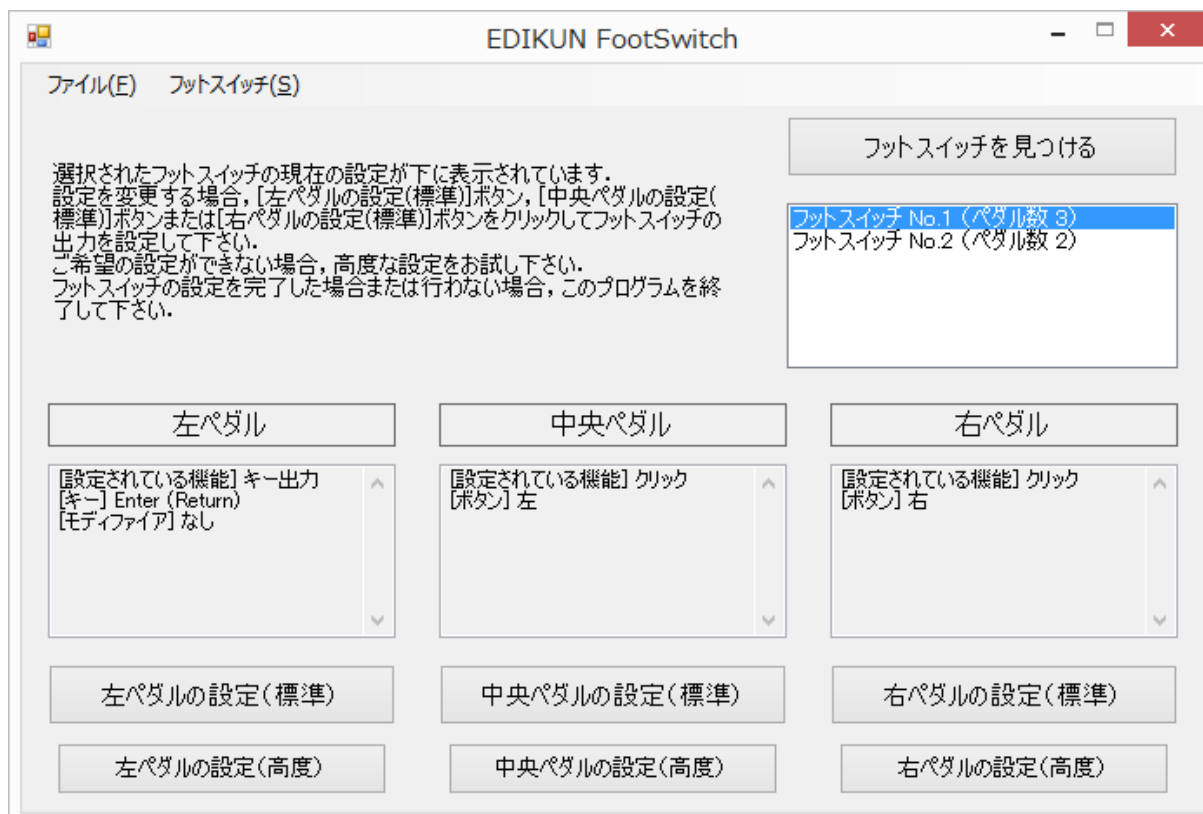 EDIKUN FootSwitch
ファイル(F) フットスイッチ(S)
フットスイッチを見つける
選択されたフットスイッチの現在の設定が下に表示されています.
設定を変更する場合, [左ペダルの設定(標準)]ボタン, [中央ペダルの設定(
標準)]ボタンまたは[右ペダルの設定(標準)]ボタンをクリックしてフットスイッチの
出力を設定して下さい.
ご希望の設定ができない場合, 高度な設定をお試し下さい.
フットスイッチの設定を完了した場合または行わない場合, このプログラムを終
了して下さい.
フットスイッチ No.1 (ペダル数 3)
フットスイッチ No.2 (ペダル数 2)
左ペダル
中央ペダル
右ペダル
[設定されている機能] キー出力
[キー] Enter (Return)
[モディファイア] なし
[設定されている機能] クリック
[ボタン] 左
[設定されている機能] クリック
[ボタン] 右
左ペダルの設定(標準)
中央ペダルの設定(標準)
右ペダルの設定(標準)
左ペダルの設定(高度)
中央ペダルの設定(高度)
右ペダルの設定(高度)